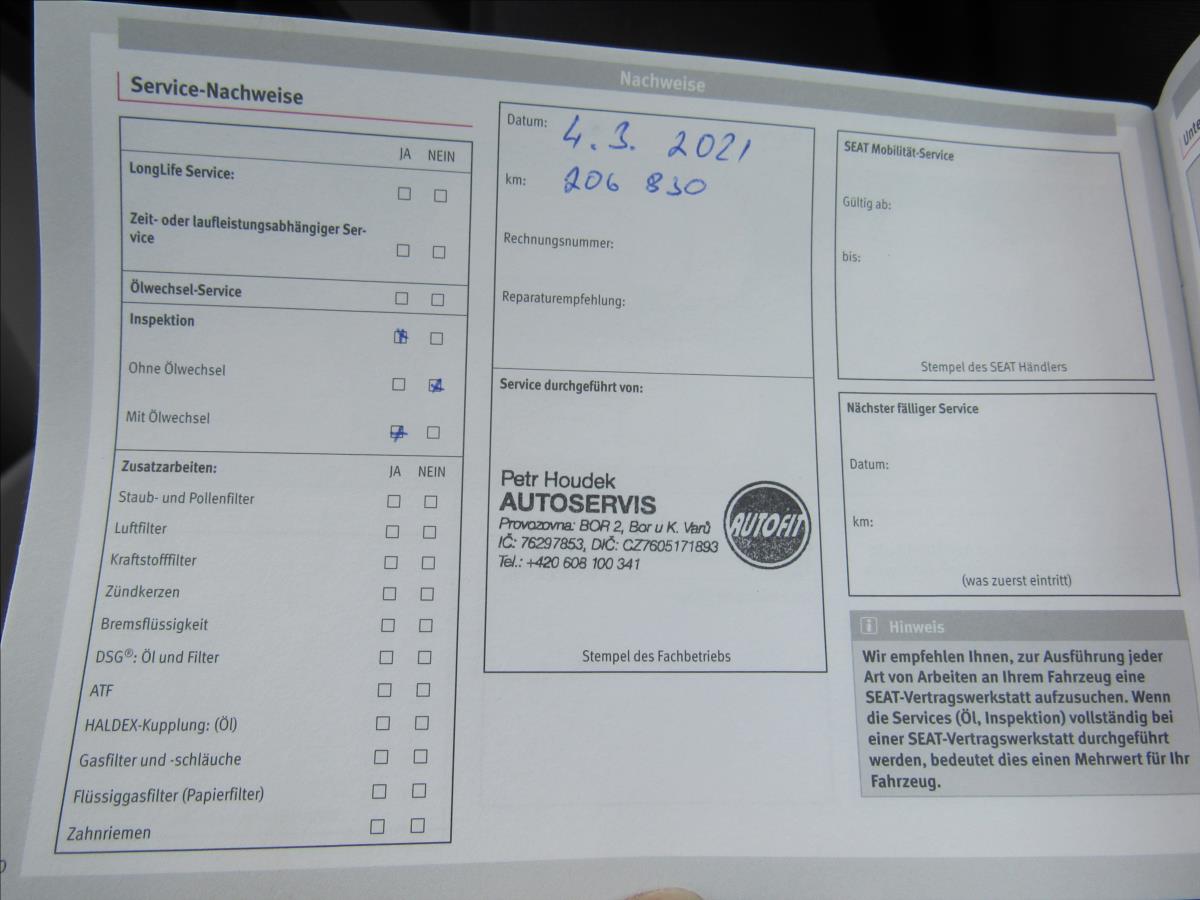 Nachweise
Service-Nachweise
JA NEIN
LongLife Service:
Zeit- oder laufleistungsabhängiger Ser-
vice
Ölwechsel-Service
Inspektion
Ohne Ölwechsel
Mit Ölwechsel
Zusatzarbeiten: JA NEIN
Staub- und Pollenfilter
Luftfilter
Kraftstofffilter
Zündkerzen
Bremsflüssigkeit
DSG®: Öl und Filter
ATF
HALDEX-Kupplung: (Öl)
Gasfilter und -schläuche
Flüssiggasfilter (Papierfilter)
Zahnriemen
Datum: 4. 3. 2021
km: 206 830
Rechnungsnummer:
Reparaturempfehlung:
Service durchgeführt von:
Petr Houdek
AUTOSERVIS
Provozovna: BOR 2, Bor u K. Varů
IČ: 76297853, DIČ: CZ7605171893
Tel.: +420 608 100 341
AUTOFIT
Stempel des Fachbetriebs
SEAT Mobilität-Service
Gültig ab:
bis:
Stempel des SEAT Händlers
Nächster fälliger Service
Datum:
km:
(was zuerst eintritt)
i Hinweis
Wir empfehlen Ihnen, zur Ausführung jeder
Art von Arbeiten an Ihrem Fahrzeug eine
SEAT-Vertragswerkstatt aufzusuchen. Wenn
die Services (Öl, Inspektion) vollständig bei
einer SEAT-Vertragswerkstatt durchgeführt
werden, bedeutet dies einen Mehrwert für Ihr
Fahrzeug.